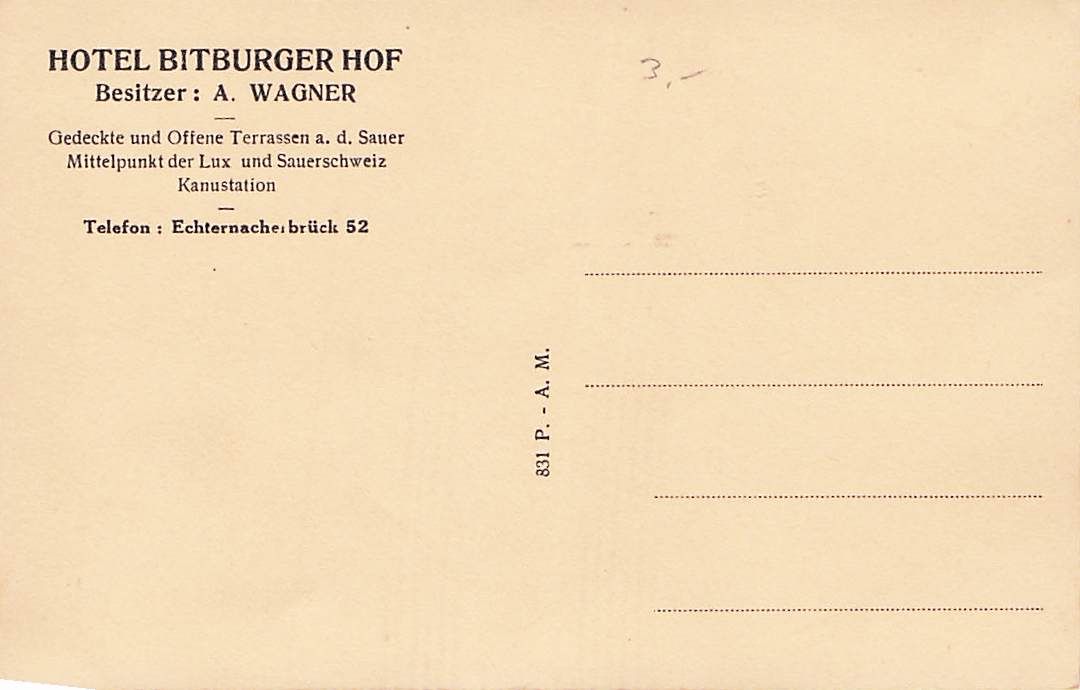 HOTEL BITBURGER HOF
Besitzer : A. WAGNER
Gedeckte und Offene Terrassen a. d. Sauer
Mittelpunkt der Lux und Sauerschweiz
Kanustation
Telefon : Echternacherbrück 52
3,-
831 P. - A. M.